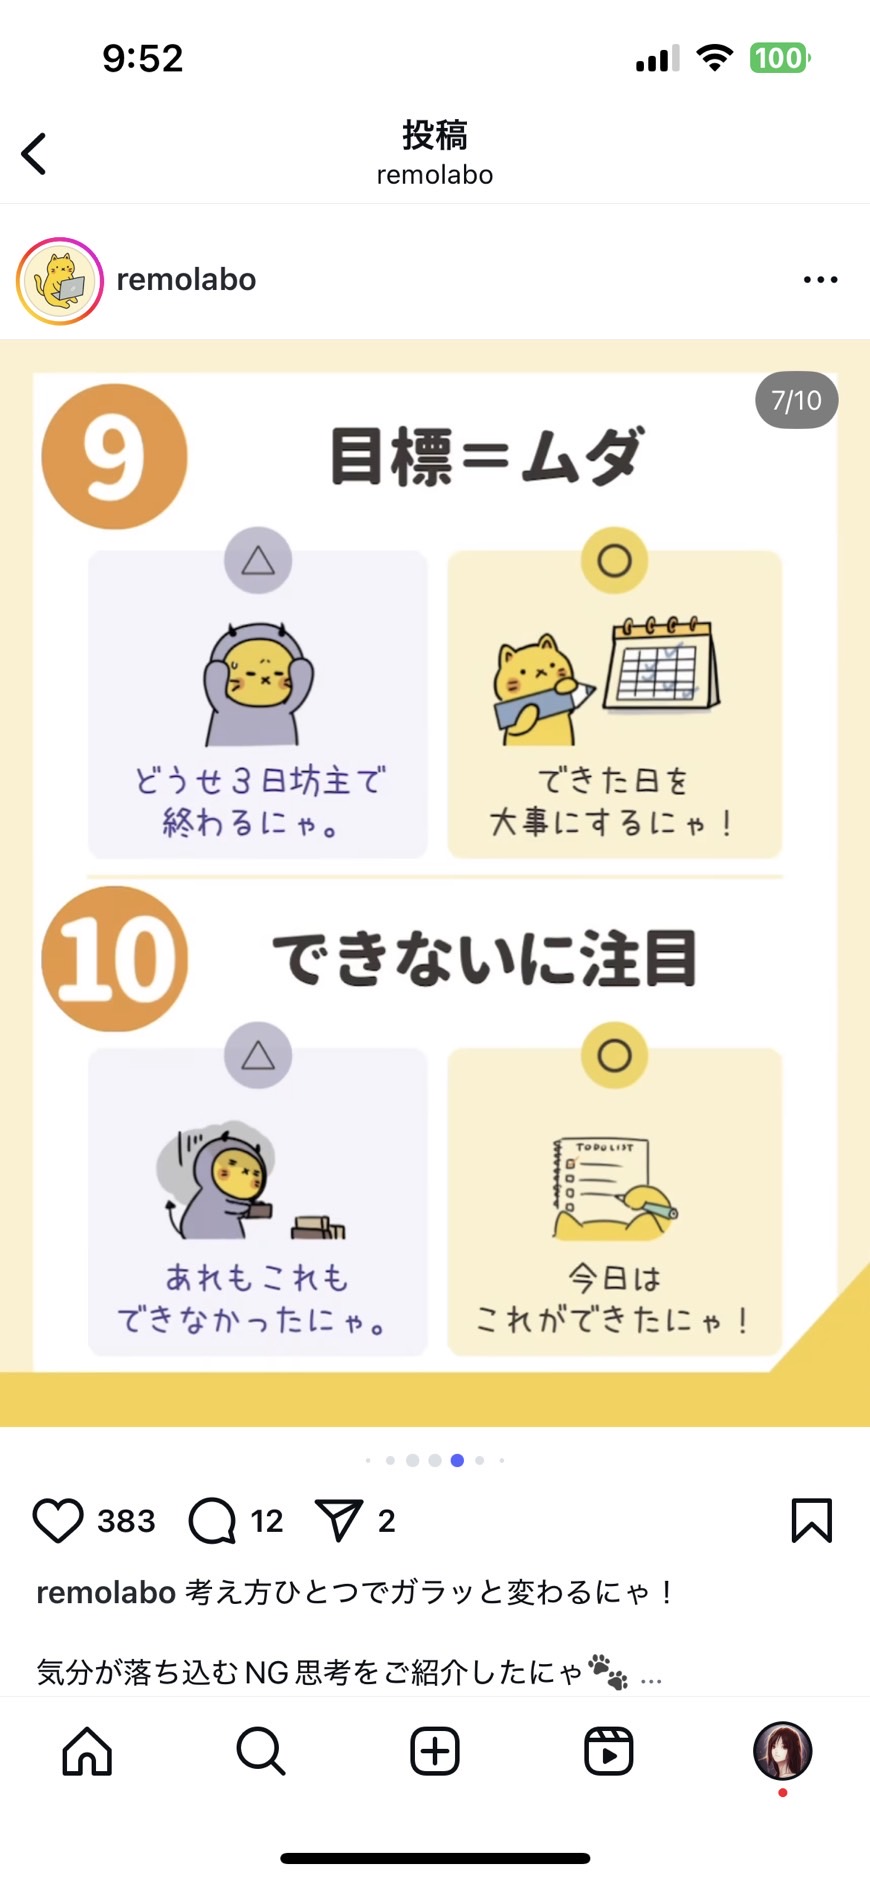 9:52
100
投稿
remolabo
remolabo
7/10
9
目標＝ムダ
△
どうせ３日坊主で
終わるにゃ。
○
できた日を
大事にするにゃ！
10
できないに注目
△
あれもこれも
できなかったにゃ。
○
TODO LIST
今日は
これができたにゃ！
383
12
2
remolabo 考え方ひとつでガラッと変わるにゃ！
気分が落ち込むNG思考をご紹介したにゃ🐾 ...